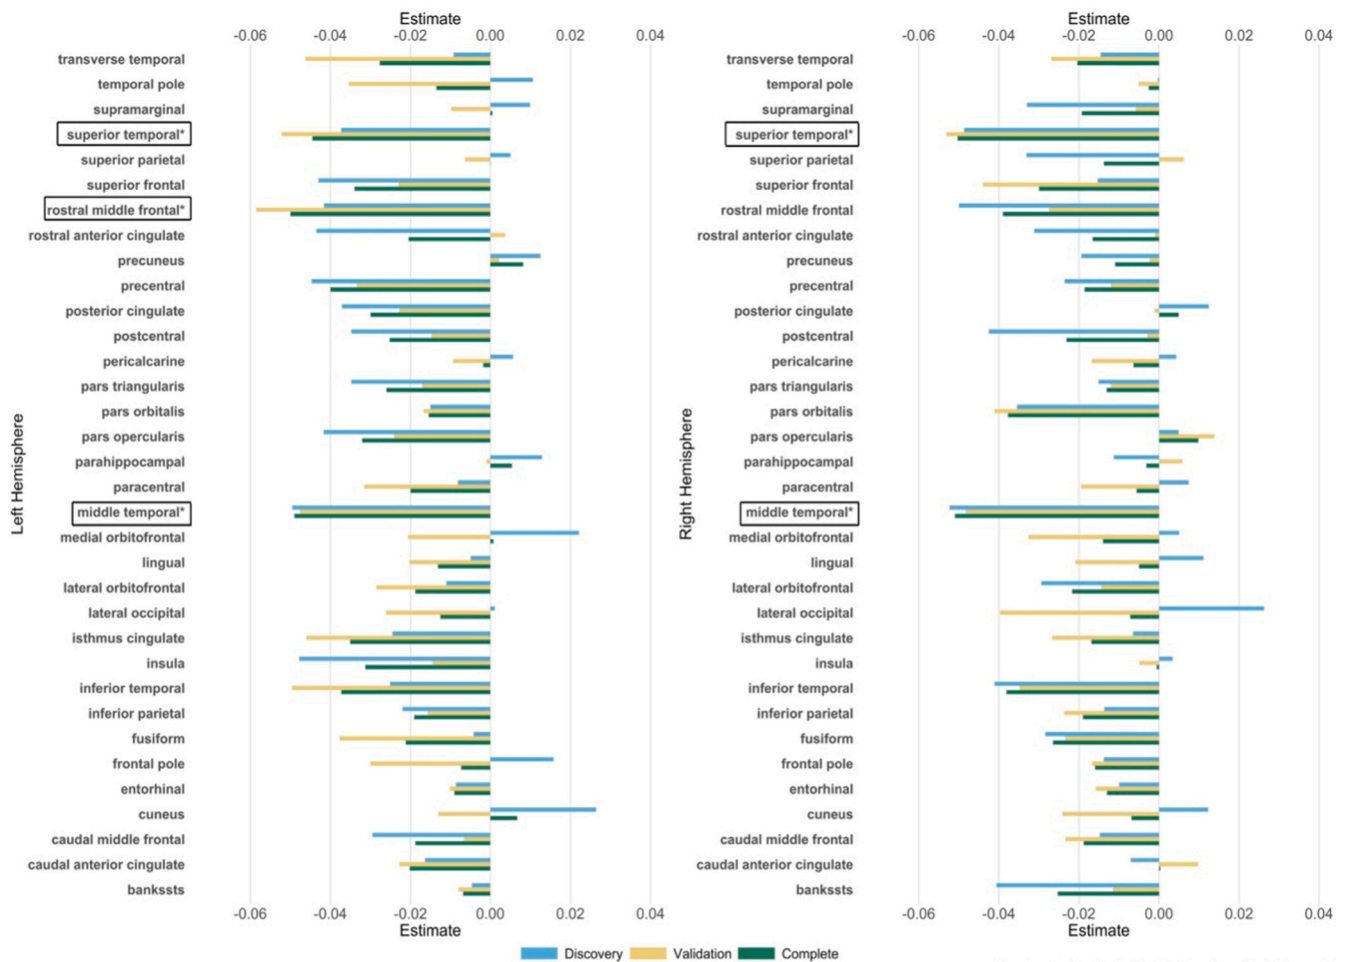 Estimate
-0.06 -0.04 -0.02 0.00 0.02 0.04
transverse temporal
temporal pole
supramarginal
superior temporal*
superior parietal
superior frontal
rostral middle frontal*
rostral anterior cingulate
precuneus
precentral
posterior cingulate
postcentral
pericalcarine
pars triangularis
pars orbitalis
pars opercularis
parahippocampal
paracentral
middle temporal*
medial orbitofrontal
lingual
lateral orbitofrontal
lateral occipital
isthmus cingulate
insula
inferior temporal
inferior parietal
fusiform
frontal pole
entorhinal
cuneus
caudal middle frontal
caudal anterior cingulate
bankssts
Left Hemisphere
-0.06 -0.04 -0.02 0.00 0.02 0.04
Estimate
Estimate
-0.06 -0.04 -0.02 0.00 0.02 0.04
transverse temporal
temporal pole
supramarginal
superior temporal*
superior parietal
superior frontal
rostral middle frontal
rostral anterior cingulate
precuneus
precentral
posterior cingulate
postcentral
pericalcarine
pars triangularis
pars orbitalis
pars opercularis
parahippocampal
paracentral
middle temporal*
medial orbitofrontal
lingual
lateral orbitofrontal
lateral occipital
isthmus cingulate
insula
inferior temporal
inferior parietal
fusiform
frontal pole
entorhinal
cuneus
caudal middle frontal
caudal anterior cingulate
bankssts
Right Hemisphere
-0.06 -0.04 -0.02 0.00 0.02 0.04
Estimate
Discovery Validation Complete